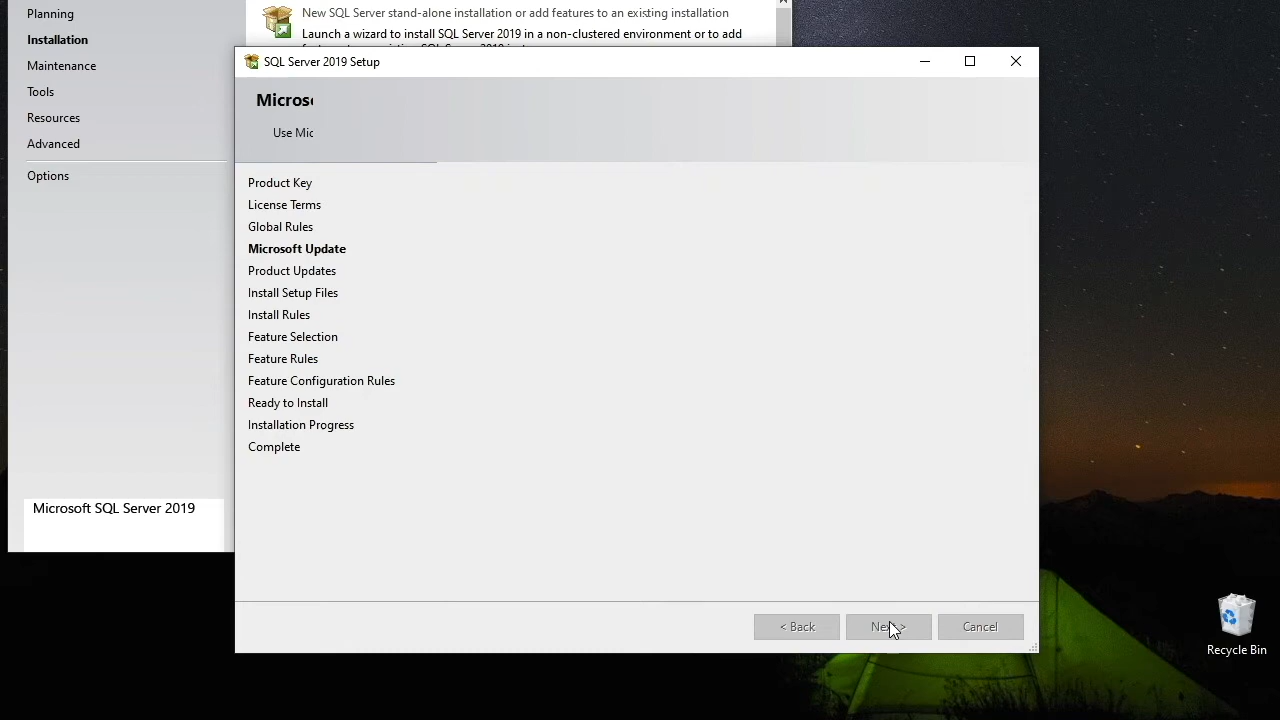 Planning
Installation
Maintenance
Tools
Resources
Advanced
Options
Microsoft SQL Server 2019
New SQL Server stand-alone installation or add features to an existing installation
Launch a wizard to install SQL Server 2019 in a non-clustered environment or to add
SQL Server 2019 Setup
Micros
Use Mic
Product Key
License Terms
Global Rules
Microsoft Update
Product Updates
Install Setup Files
Install Rules
Feature Selection
Feature Rules
Feature Configuration Rules
Ready to Install
Installation Progress
Complete
< Back
Next >
Cancel
Recycle Bin